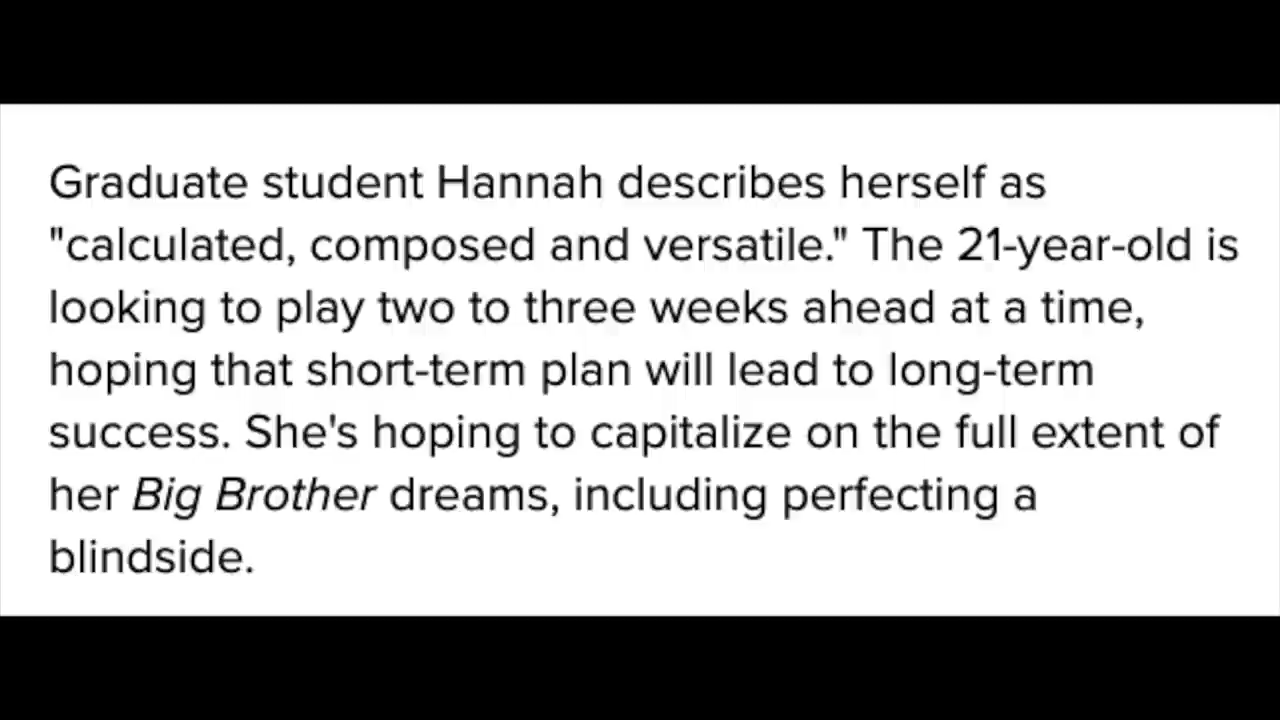 Graduate student Hannah describes herself as
"calculated, composed and versatile." The 21-year-old is
looking to play two to three weeks ahead at a time,
hoping that short-term plan will lead to long-term
success. She's hoping to capitalize on the full extent of
her Big Brother dreams, including perfecting a
blindside.